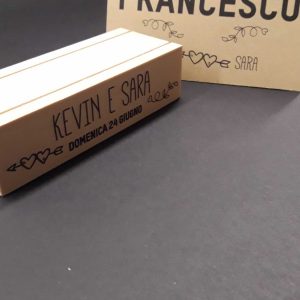 FRANCESCO
SARA
KEVIN E SARA
DOMENICA 24 GIUGNO